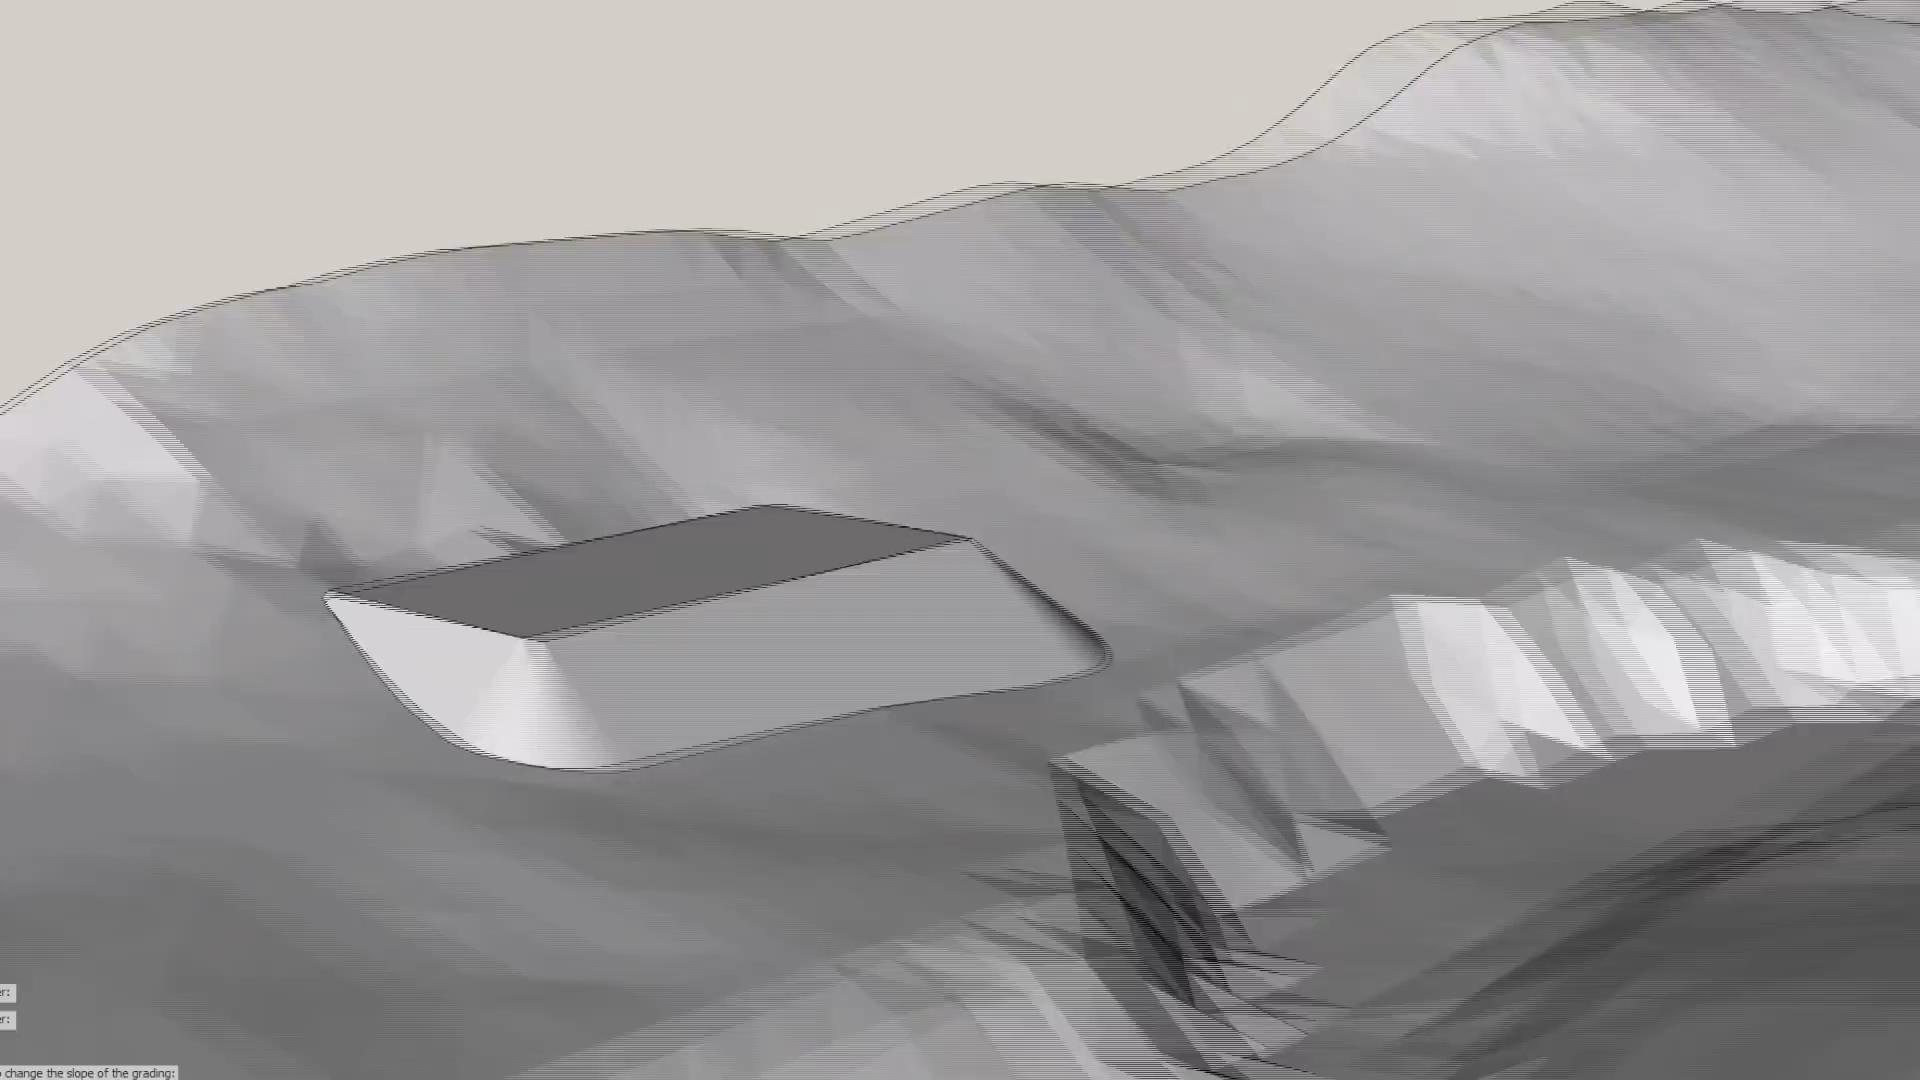 er:
er:
o change the slope of the grading: